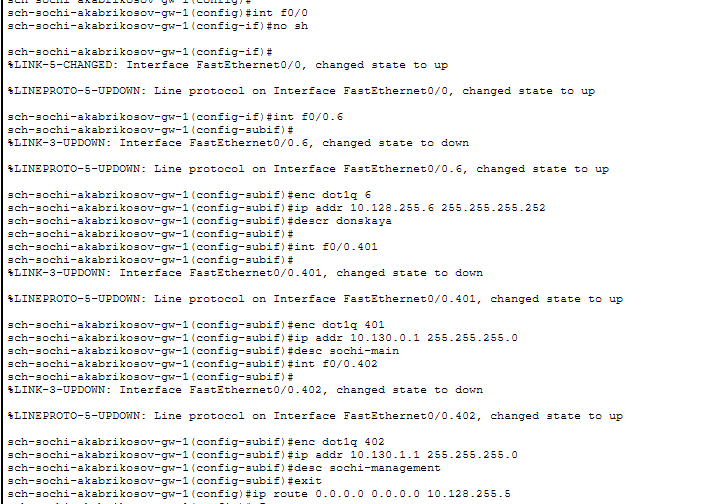 sch-sochi-akabrikosov-gw-1(config)#
sch-sochi-akabrikosov-gw-1(config)#int f0/0
sch-sochi-akabrikosov-gw-1(config-if)#no sh
sch-sochi-akabrikosov-gw-1(config-if)#
%LINK-5-CHANGED: Interface FastEthernet0/0, changed state to up
%LINEPROTO-5-UPDOWN: Line protocol on Interface FastEthernet0/0, changed state to up
sch-sochi-akabrikosov-gw-1(config-if)#int f0/0.6
sch-sochi-akabrikosov-gw-1(config-subif)#
%LINK-3-UPDOWN: Interface FastEthernet0/0.6, changed state to down
%LINEPROTO-5-UPDOWN: Line protocol on Interface FastEthernet0/0.6, changed state to up
sch-sochi-akabrikosov-gw-1(config-subif)#enc dot1q 6
sch-sochi-akabrikosov-gw-1(config-subif)#ip addr 10.128.255.6 255.255.255.252
sch-sochi-akabrikosov-gw-1(config-subif)#descr donskaya
sch-sochi-akabrikosov-gw-1(config-subif)#
sch-sochi-akabrikosov-gw-1(config-subif)#int f0/0.401
sch-sochi-akabrikosov-gw-1(config-subif)#
%LINK-3-UPDOWN: Interface FastEthernet0/0.401, changed state to down
%LINEPROTO-5-UPDOWN: Line protocol on Interface FastEthernet0/0.401, changed state to up
sch-sochi-akabrikosov-gw-1(config-subif)#enc dot1q 401
sch-sochi-akabrikosov-gw-1(config-subif)#ip addr 10.130.0.1 255.255.255.0
sch-sochi-akabrikosov-gw-1(config-subif)#desc sochi-main
sch-sochi-akabrikosov-gw-1(config-subif)#int f0/0.402
sch-sochi-akabrikosov-gw-1(config-subif)#
%LINK-3-UPDOWN: Interface FastEthernet0/0.402, changed state to down
%LINEPROTO-5-UPDOWN: Line protocol on Interface FastEthernet0/0.402, changed state to up
sch-sochi-akabrikosov-gw-1(config-subif)#enc dot1q 402
sch-sochi-akabrikosov-gw-1(config-subif)#ip addr 10.130.1.1 255.255.255.0
sch-sochi-akabrikosov-gw-1(config-subif)#desc sochi-management
sch-sochi-akabrikosov-gw-1(config-subif)#exit
sch-sochi-akabrikosov-gw-1(config)#ip route 0.0.0.0 0.0.0.0 10.128.255.5